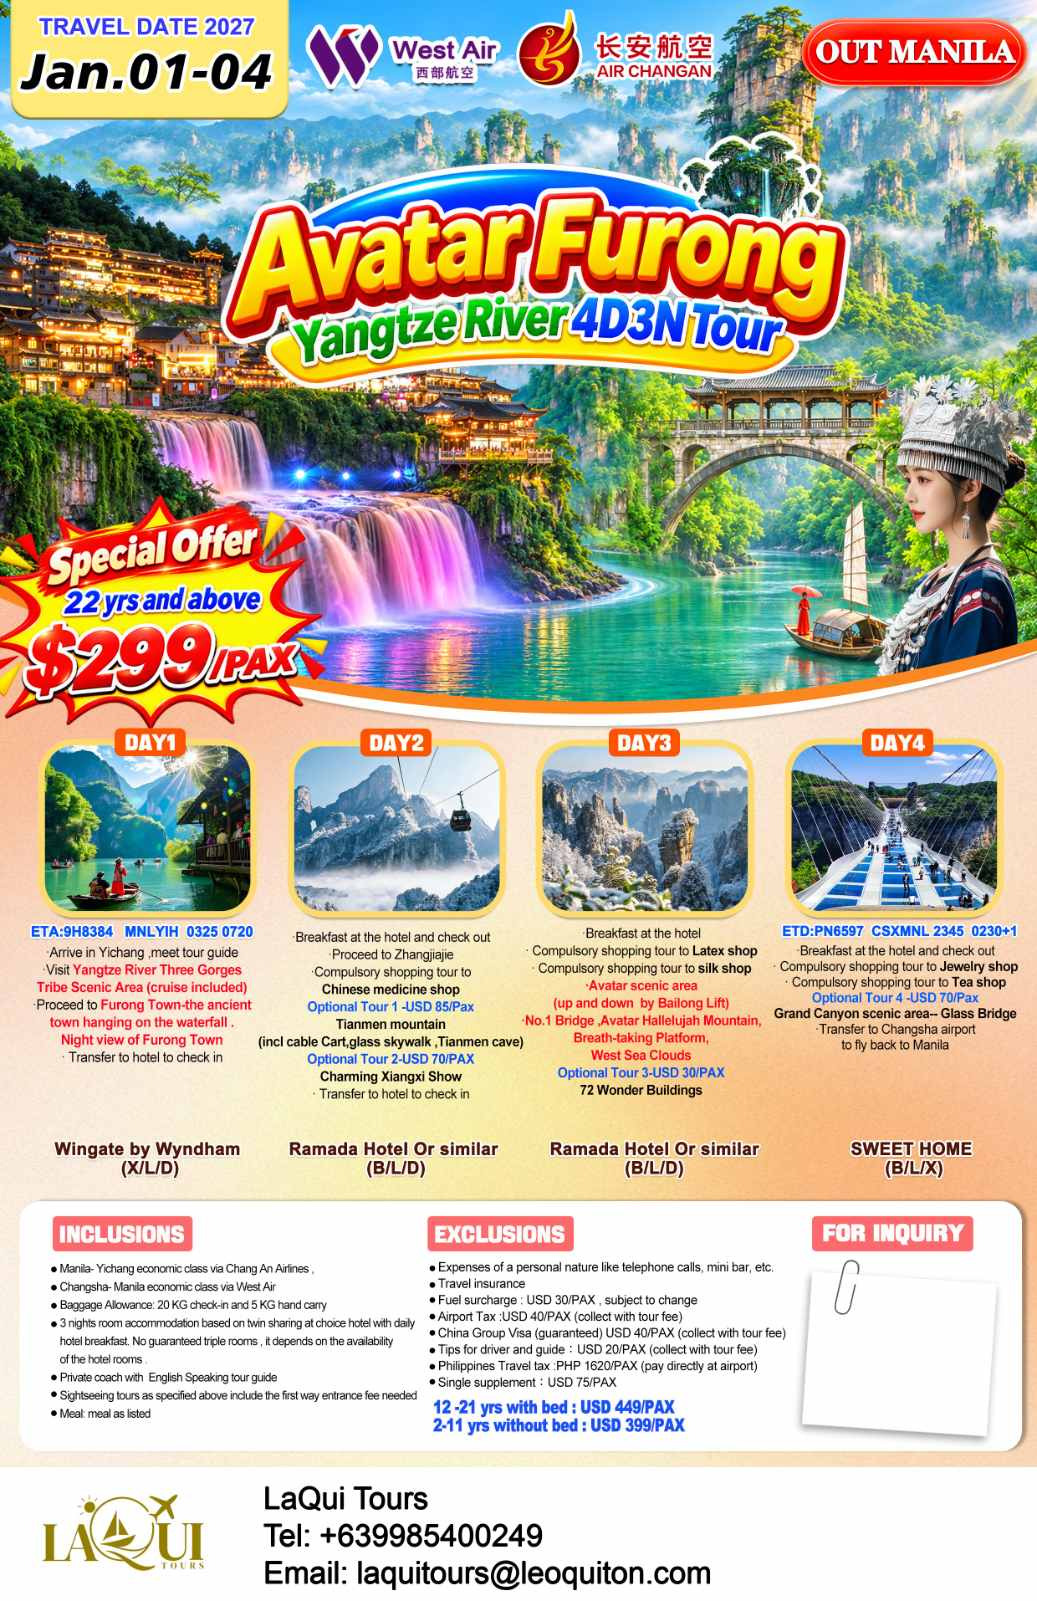 TRAVEL DATE 2027
Jan.01-04
West Air
西部航空
长安航空
AIR CHANGAN
OUT MANILA
Avatar Furong
Yangtze River 4D3N Tour
Special Offer
22 yrs and above
$299/PAX
DAY1
ETA:9H8384 MNLYIH 0325 0720
·Arrive in Yichang ,meet tour guide
·Visit Yangtze River Three Gorges
Tribe Scenic Area (cruise included)
·Proceed to Furong Town-the ancient
town hanging on the waterfall .
Night view of Furong Town
· Transfer to hotel to check in
Wingate by Wyndham
(X/L/D)
DAY2
·Breakfast at the hotel and check out
·Proceed to Zhangjiajie
·Compulsory shopping tour to
Chinese medicine shop
Optional Tour 1 -USD 85/Pax
Tianmen mountain
(incl cable Cart,glass skywalk ,Tianmen cave)
Optional Tour 2-USD 70/PAX
Charming Xiangxi Show
· Transfer to hotel to check in
Ramada Hotel Or similar
(B/L/D)
DAY3
·Breakfast at the hotel
· Compulsory shopping tour to Latex shop
· Compulsory shopping tour to silk shop
·Avatar scenic area
(up and down by Bailong Lift)
·No.1 Bridge ,Avatar Hallelujah Mountain,
Breath-taking Platform,
West Sea Clouds
Optional Tour 3-USD 30/PAX
72 Wonder Buildings
Ramada Hotel Or similar
(B/L/D)
DAY4
ETD:PN6597 CSXMNL 2345 0230+1
·Breakfast at the hotel and check out
· Compulsory shopping tour to Jewelry shop
· Compulsory shopping tour to Tea shop
Optional Tour 4 -USD 70/Pax
Grand Canyon scenic area-- Glass Bridge
·Transfer to Changsha airport
to fly back to Manila
SWEET HOME
(B/L/X)
INCLUSIONS
● Manila- Yichang economic class via Chang An Airlines ,
● Changsha- Manila economic class via West Air
● Baggage Allowance: 20 KG check-in and 5 KG hand carry
● 3 nights room accommodation based on twin sharing at choice hotel with daily
hotel breakfast. No guaranteed triple rooms , it depends on the availability
of the hotel rooms .
● Private coach with English Speaking tour guide
● Sightseeing tours as specified above include the first way entrance fee needed
● Meal: meal as listed
EXCLUSIONS
● Expenses of a personal nature like telephone calls, mini bar, etc.
● Travel insurance
● Fuel surcharge : USD 30/PAX , subject to change
● Airport Tax :USD 40/PAX (collect with tour fee)
● China Group Visa (guaranteed) USD 40/PAX (collect with tour fee)
● Tips for driver and guide：USD 20/PAX (collect with tour fee)
● Philippines Travel tax :PHP 1620/PAX (pay directly at airport)
● Single supplement：USD 75/PAX
12 -21 yrs with bed : USD 449/PAX
2-11 yrs without bed : USD 399/PAX
FOR INQUIRY
LAQUI
TOURS
LaQui Tours
Tel: +639985400249
Email: laquitours@leoquiton.com